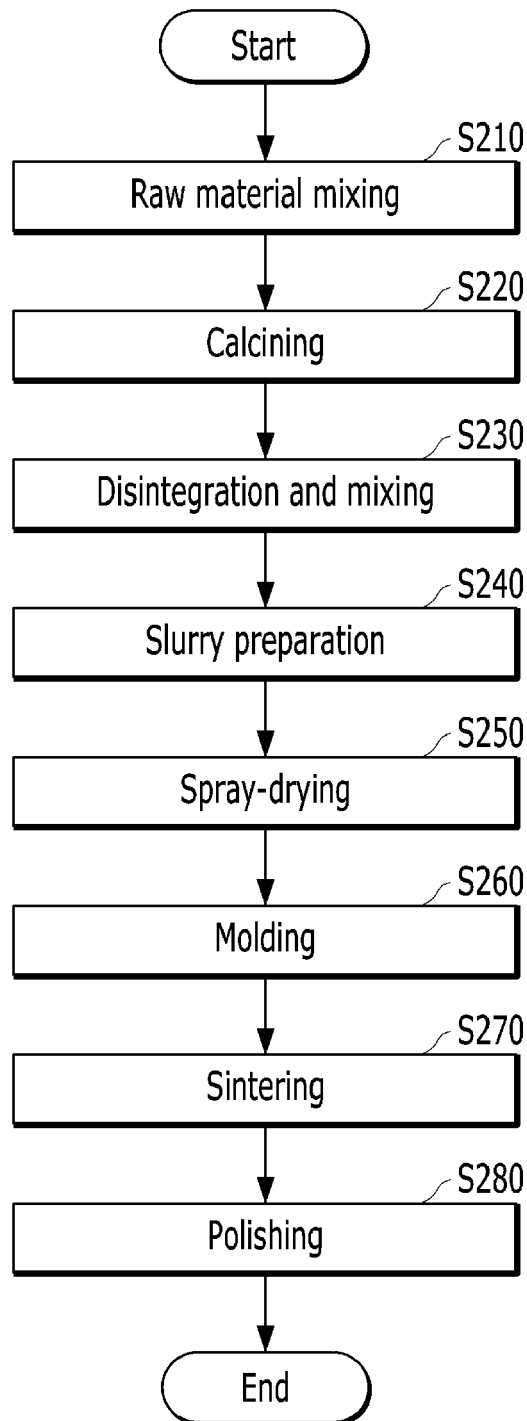 Start
S210
Raw material mixing
S220
Calcining
S230
Disintegration and mixing
S240
Slurry preparation
S250
Spray-drying
S260
Molding
S270
Sintering
S280
Polishing
End